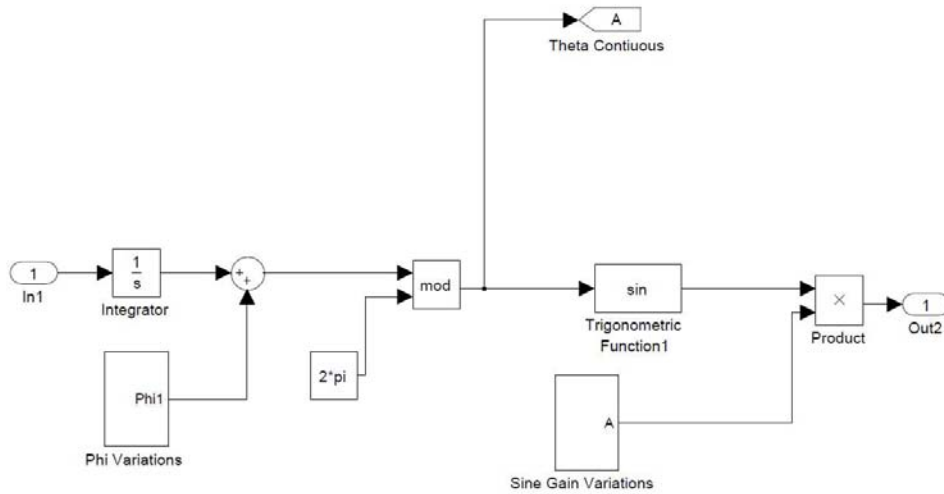 A
Theta Contiuous
1
In1
1
s
Integrator
+
+
mod
sin
Trigonometric
Function1
×
Product
1
Out2
Phi1
Phi Variations
2*pi
A
Sine Gain Variations